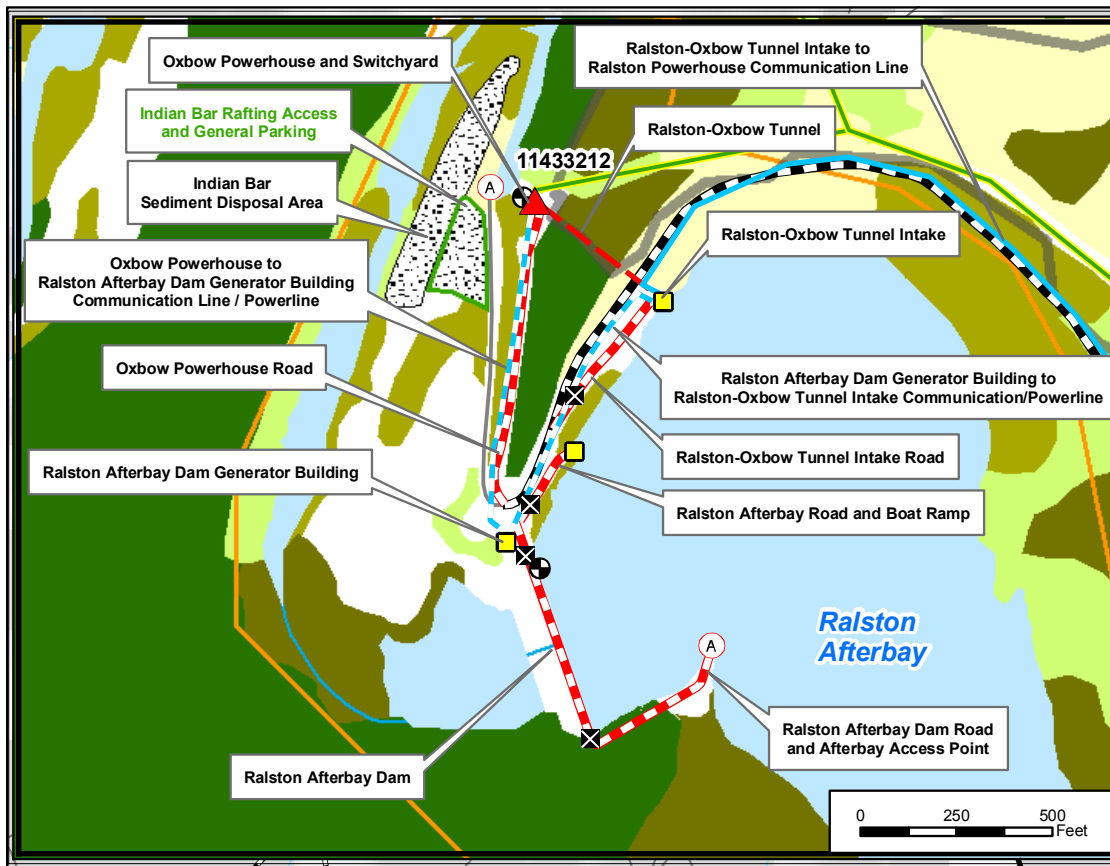 Oxbow Powerhouse and Switchyard
Ralston-Oxbow Tunnel Intake to
Ralston Powerhouse Communication Line
Indian Bar Rafting Access
and General Parking
Ralston-Oxbow Tunnel
11433212
A
Indian Bar
Sediment Disposal Area
Ralston-Oxbow Tunnel Intake
Oxbow Powerhouse to
Ralston Afterbay Dam Generator Building
Communication Line / Powerline
Oxbow Powerhouse Road
Ralston Afterbay Dam Generator Building to
Ralston-Oxbow Tunnel Intake Communication/Powerline
Ralston Afterbay Dam Generator Building
Ralston-Oxbow Tunnel Intake Road
Ralston Afterbay Road and Boat Ramp
Ralston
Afterbay
A
Ralston Afterbay Dam Road
and Afterbay Access Point
Ralston Afterbay Dam
0 250 500
Feet